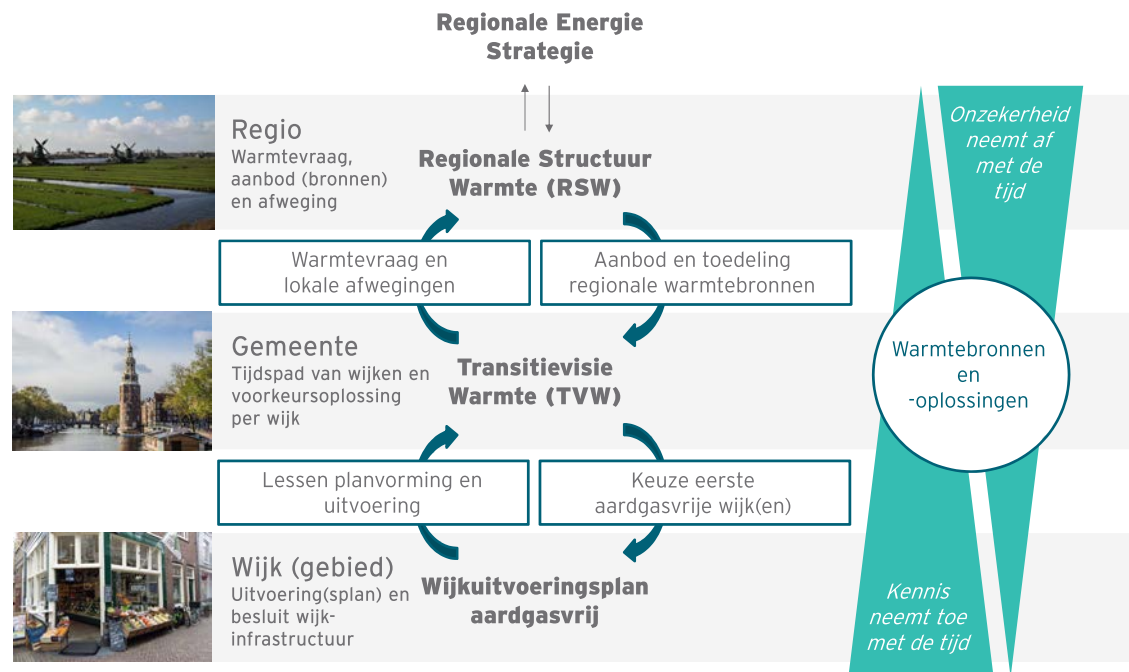 Regionale Energie
Strategie
Regio
Warmtevraag,
aanbod (bronnen)
en afweging
Regionale Structuur
Warmte (RSW)
Onzekerheid
neemt af
met de
tijd
Warmtevraag en
lokale afwegingen
Aanbod en toedeling
regionale warmtebronnen
Gemeente
Tijdspad van wijken en
voorkeursoplossing
per wijk
Transitievisie
Warmte (TVW)
Warmtebronnen
en
-oplossingen
Lessen planvorming en
uitvoering
Keuze eerste
aardgasvrije wijk(en)
Wijk (gebied)
Uitvoering(splan) en
besluit wijk-
infrastructuur
Wijkuitvoeringsplan
aardgasvrij
Kennis
neemt toe
met de tijd